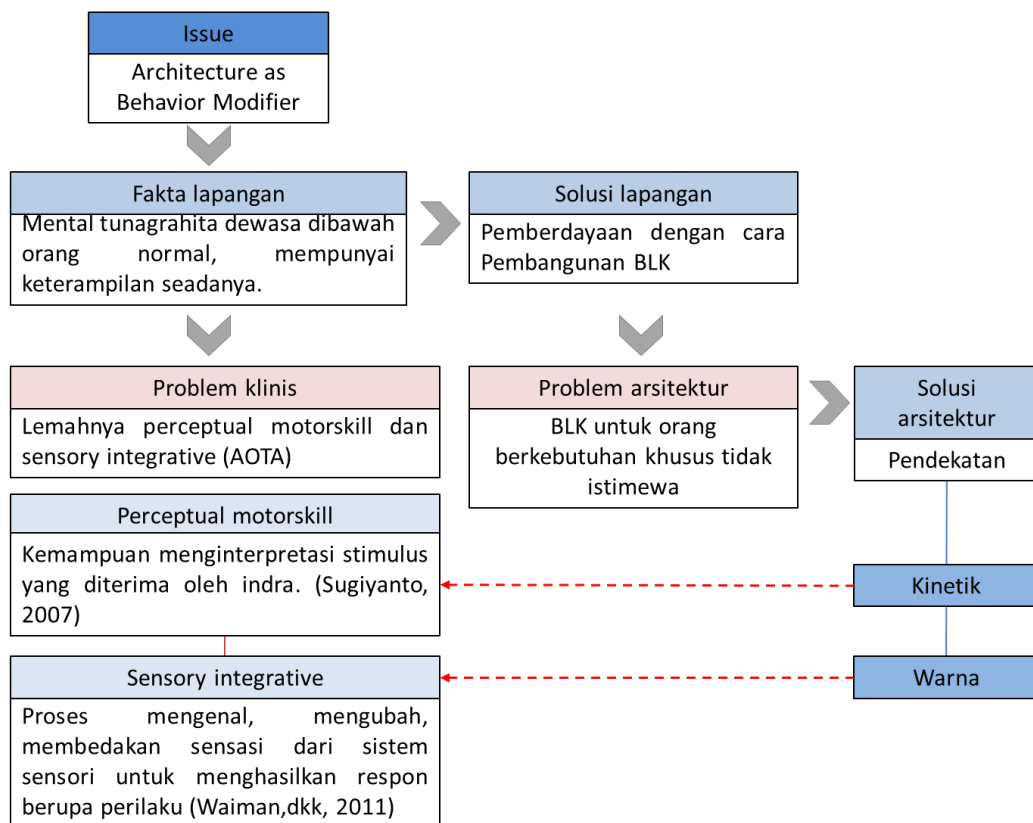 Issue
Architecture as
Behavior Modifier
Fakta lapangan
Mental tunagrahita dewasa dibawah
orang normal, mempunyai
keterampilan seadanya.
Solusi lapangan
Pemberdayaan dengan cara
Pembangunan BLK
Problem klinis
Lemahnya perceptual motorskill dan
sensory integrative (AOTA)
Problem arsitektur
BLK untuk orang
berkebutuhan khusus tidak
istimewa
Solusi
arsitektur
Pendekatan
Perceptual motorskill
Kemampuan menginterpretasi stimulus
yang diterima oleh indra. (Sugiyanto,
2007)
Kinetik
Sensory integrative
Proses mengenal, mengubah,
membedakan sensasi dari sistem
sensori untuk menghasilkan respon
berupa perilaku (Waiman,dkk, 2011)
Warna